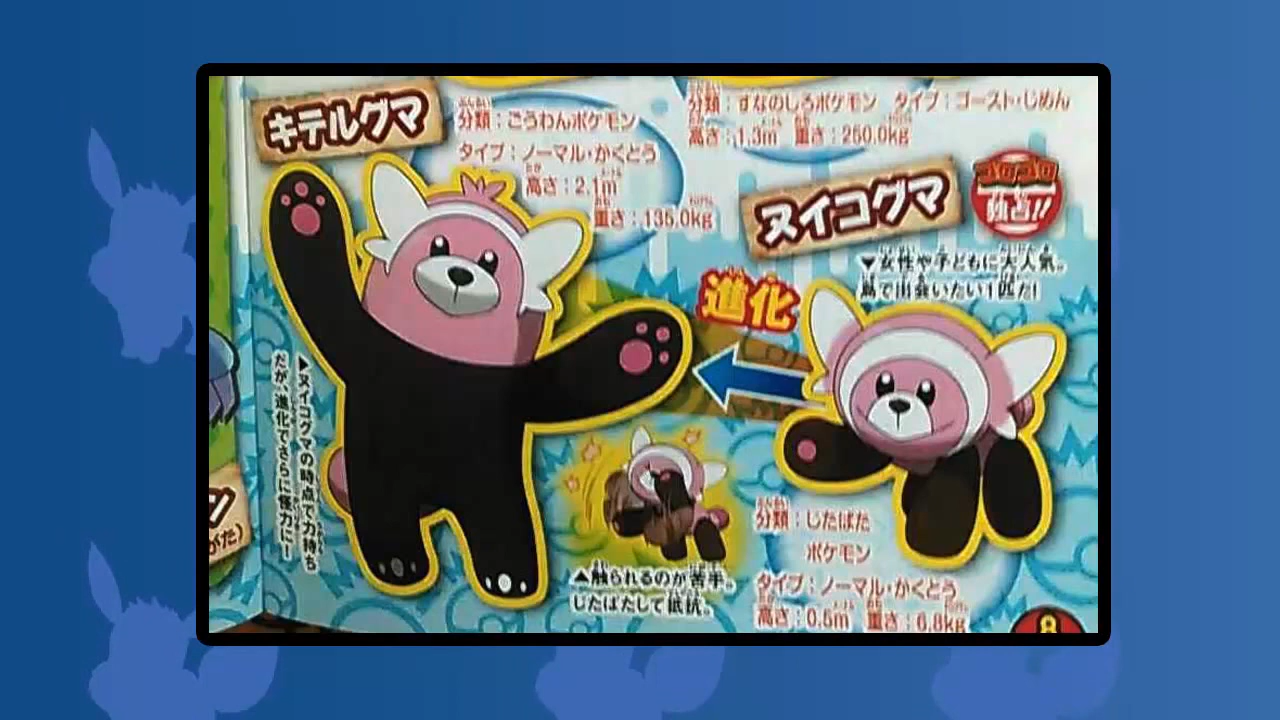 キテルグマ
分類：ごうわんポケモン
タイプ：ノーマル・かくとう
高さ：2.1m
重さ：135.0kg
分類：すなのしろポケモン タイプ：ゴースト・じめん
高さ：1.3m 重さ：250.0kg
ヌイコグマ
コロコロ
独占!!
▼女性や子どもに大人気。
島で出会いたい1匹だ!
進化
▶ヌイコグマの時点で力持ち
だが、進化でさらに怪力に!
▲触られるのが苦手。
じたばたして抵抗。
分類：じたばた
ポケモン
タイプ：ノーマル・かくとう
高さ：0.5m 重さ：6.8kg
ン
がた)
8